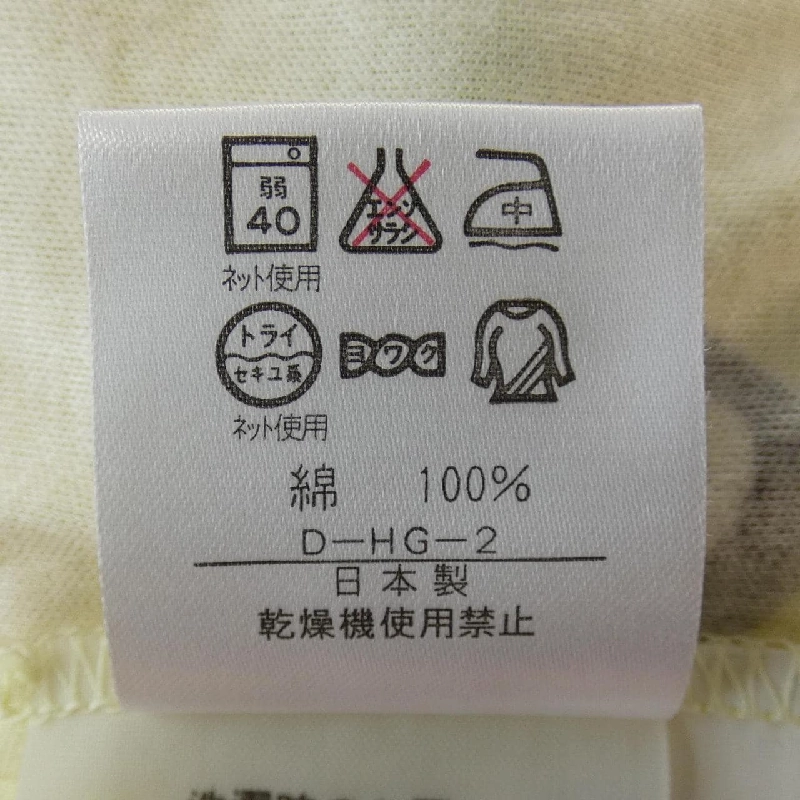 弱
40
エンソ
サラシ
中
ネット使用
ドライ
セキユ系
ヨワク
ネット使用
綿 100%
D-HG-2
日本製
乾燥機使用禁止